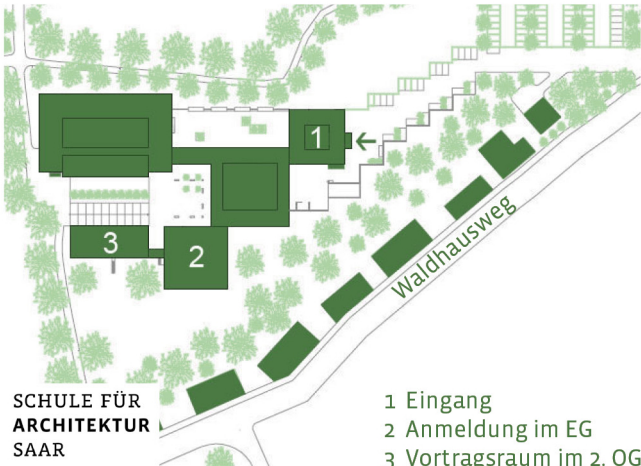 1
3
2
Waldhausweg
SCHULE FÜR
ARCHITEKTUR
SAAR
1 Eingang
2 Anmeldung im EG
3 Vortragsraum im 2. OG